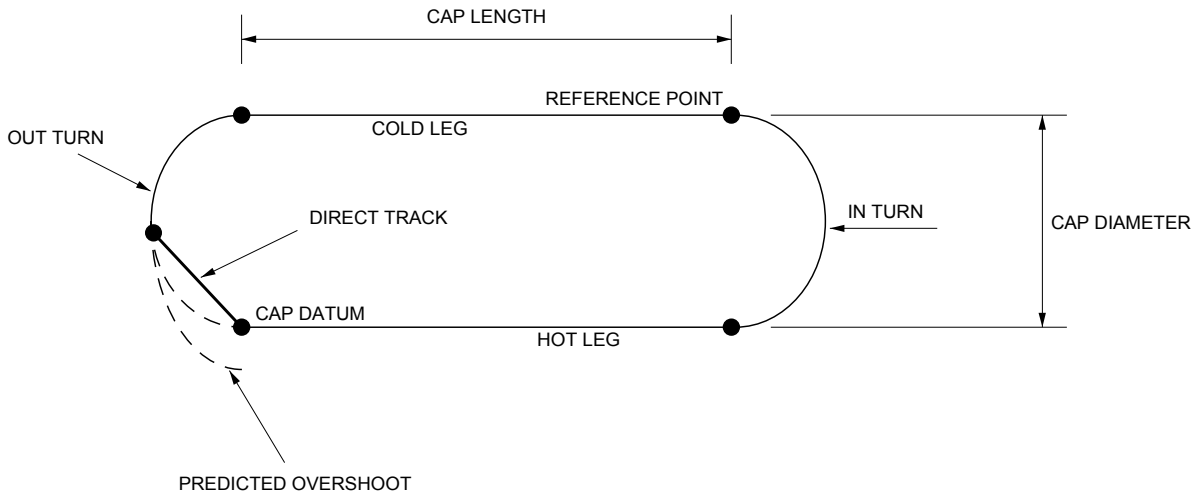 CAP LENGTH
REFERENCE POINT
COLD LEG
OUT TURN
DIRECT TRACK
IN TURN
CAP DIAMETER
CAP DATUM
HOT LEG
PREDICTED OVERSHOOT